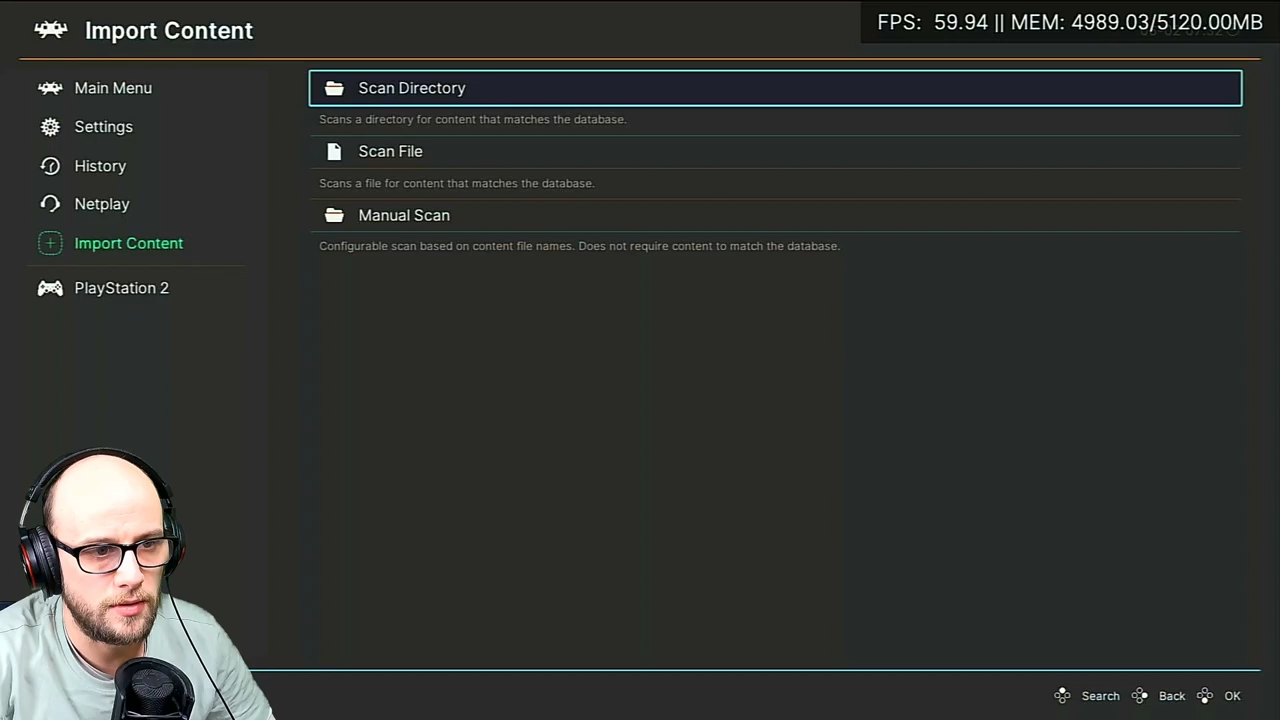 Import Content
FPS: 59.94 || MEM: 4989.03/5120.00MB
Main Menu
Settings
History
Netplay
Import Content
PlayStation 2
Scan Directory
Scans a directory for content that matches the database.
Scan File
Scans a file for content that matches the database.
Manual Scan
Configurable scan based on content file names. Does not require content to match the database.
Search
Back
OK